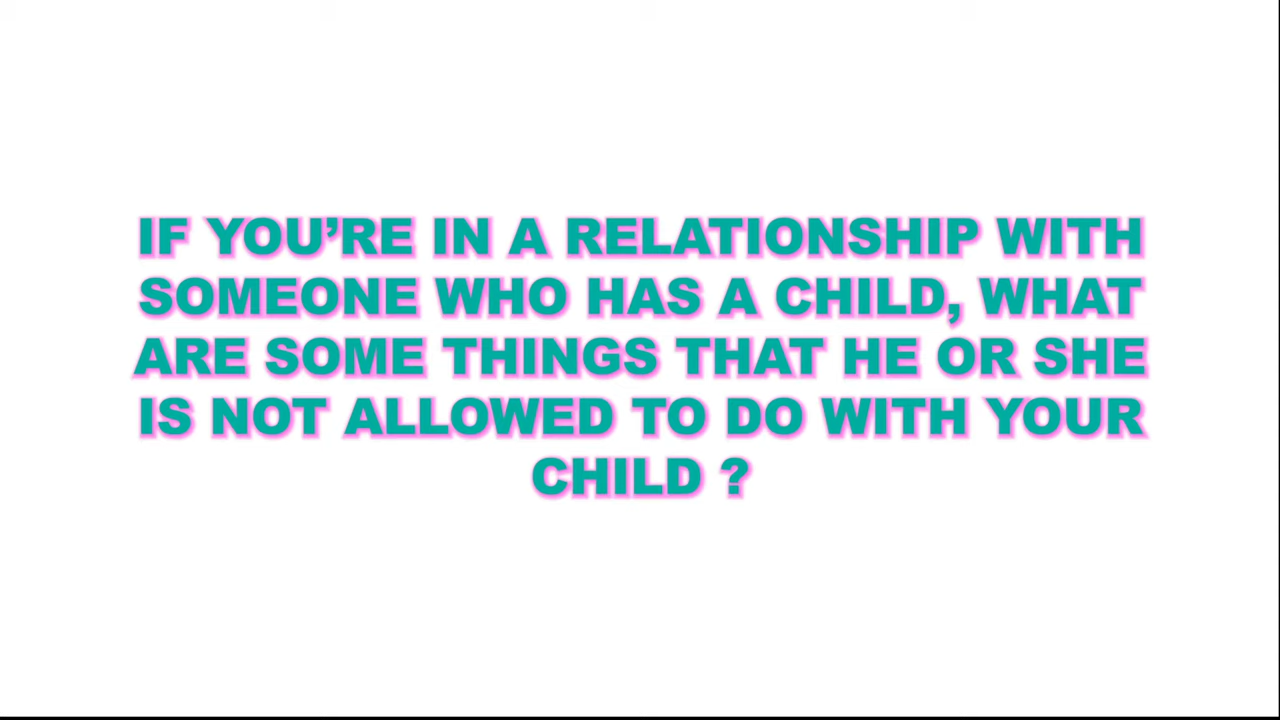 IF YOU’RE IN A RELATIONSHIP WITH
SOMEONE WHO HAS A CHILD, WHAT
ARE SOME THINGS THAT HE OR SHE
IS NOT ALLOWED TO DO WITH YOUR
CHILD ?